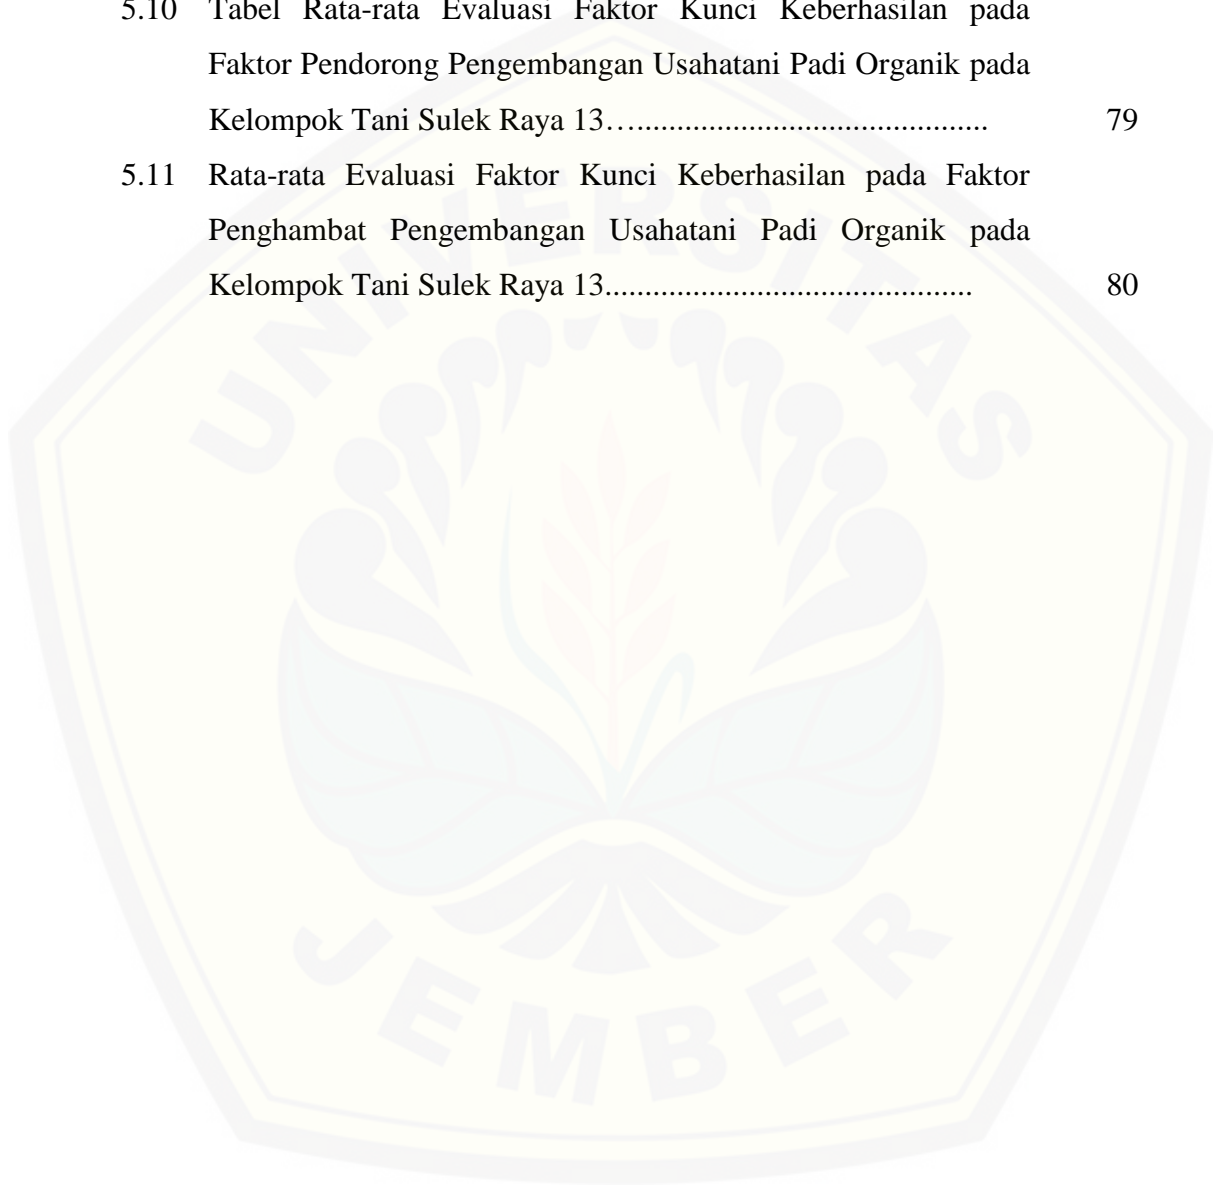 5.10 Tabel Rata-rata Evaluasi Faktor Kunci Keberhasilan pada
Faktor Pendorong Pengembangan Usahatani Padi Organik pada
Kelompok Tani Sulek Raya 13…............................................ 79
5.11 Rata-rata Evaluasi Faktor Kunci Keberhasilan pada Faktor
Penghambat Pengembangan Usahatani Padi Organik pada
Kelompok Tani Sulek Raya 13.............................................. 80
UNIVERSITAS
JEMBER